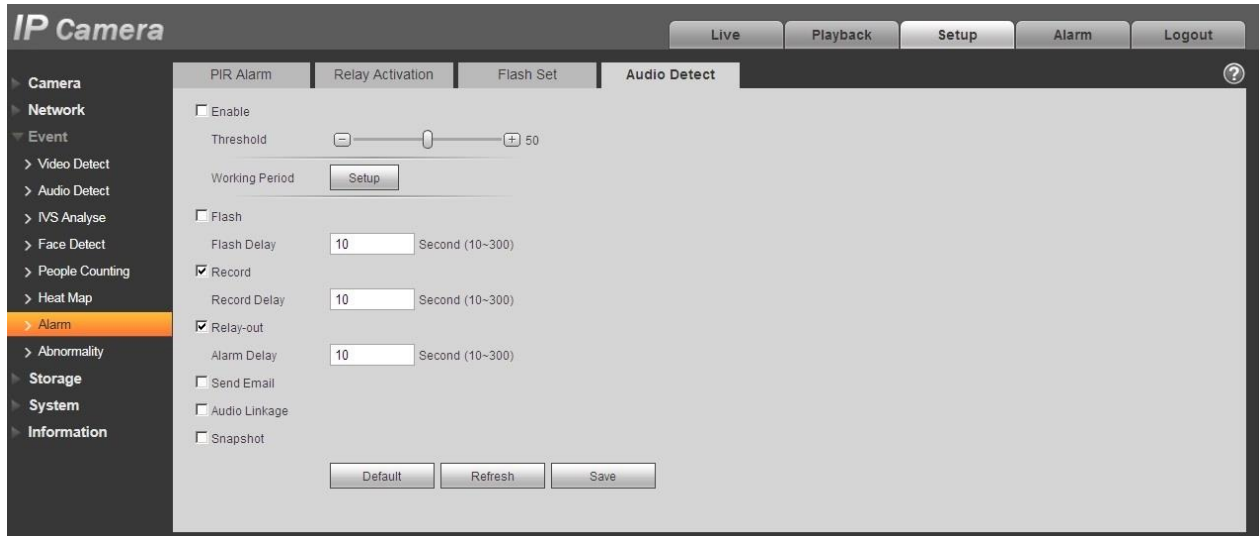 IP Camera
Live Playback Setup Alarm Logout
Camera
Network
Event
Video Detect
Audio Detect
IVS Analyse
Face Detect
People Counting
Heat Map
Alarm
Abnormality
Storage
System
Information
PIR Alarm Relay Activation Flash Set Audio Detect
?
Enable
Threshold - + 50
Working Period Setup
Flash
Flash Delay 10 Second (10~300)
Record
Record Delay 10 Second (10~300)
Relay-out
Alarm Delay 10 Second (10~300)
Send Email
Audio Linkage
Snapshot
Default Refresh Save